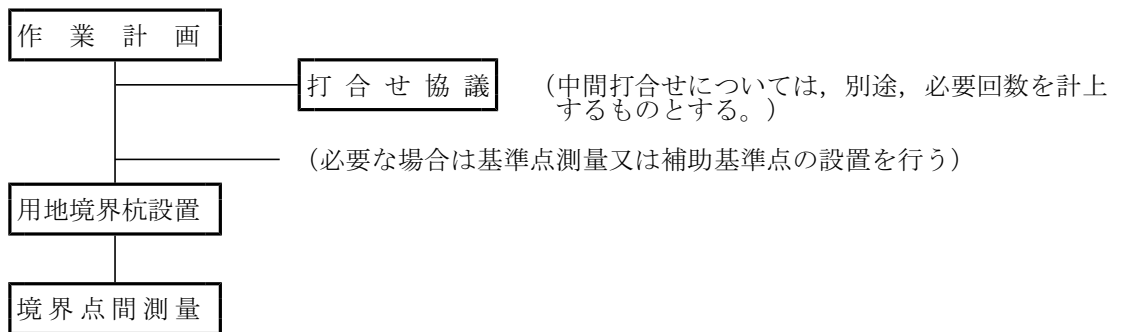 作 業 計 画
打 合 せ 協 議
（中間打合せについては，別途，必要回数を計上
するものとする。）
（必要な場合は基準点測量又は補助基準点の設置を行う）
用地境界杭設置
境 界 点 間 測 量